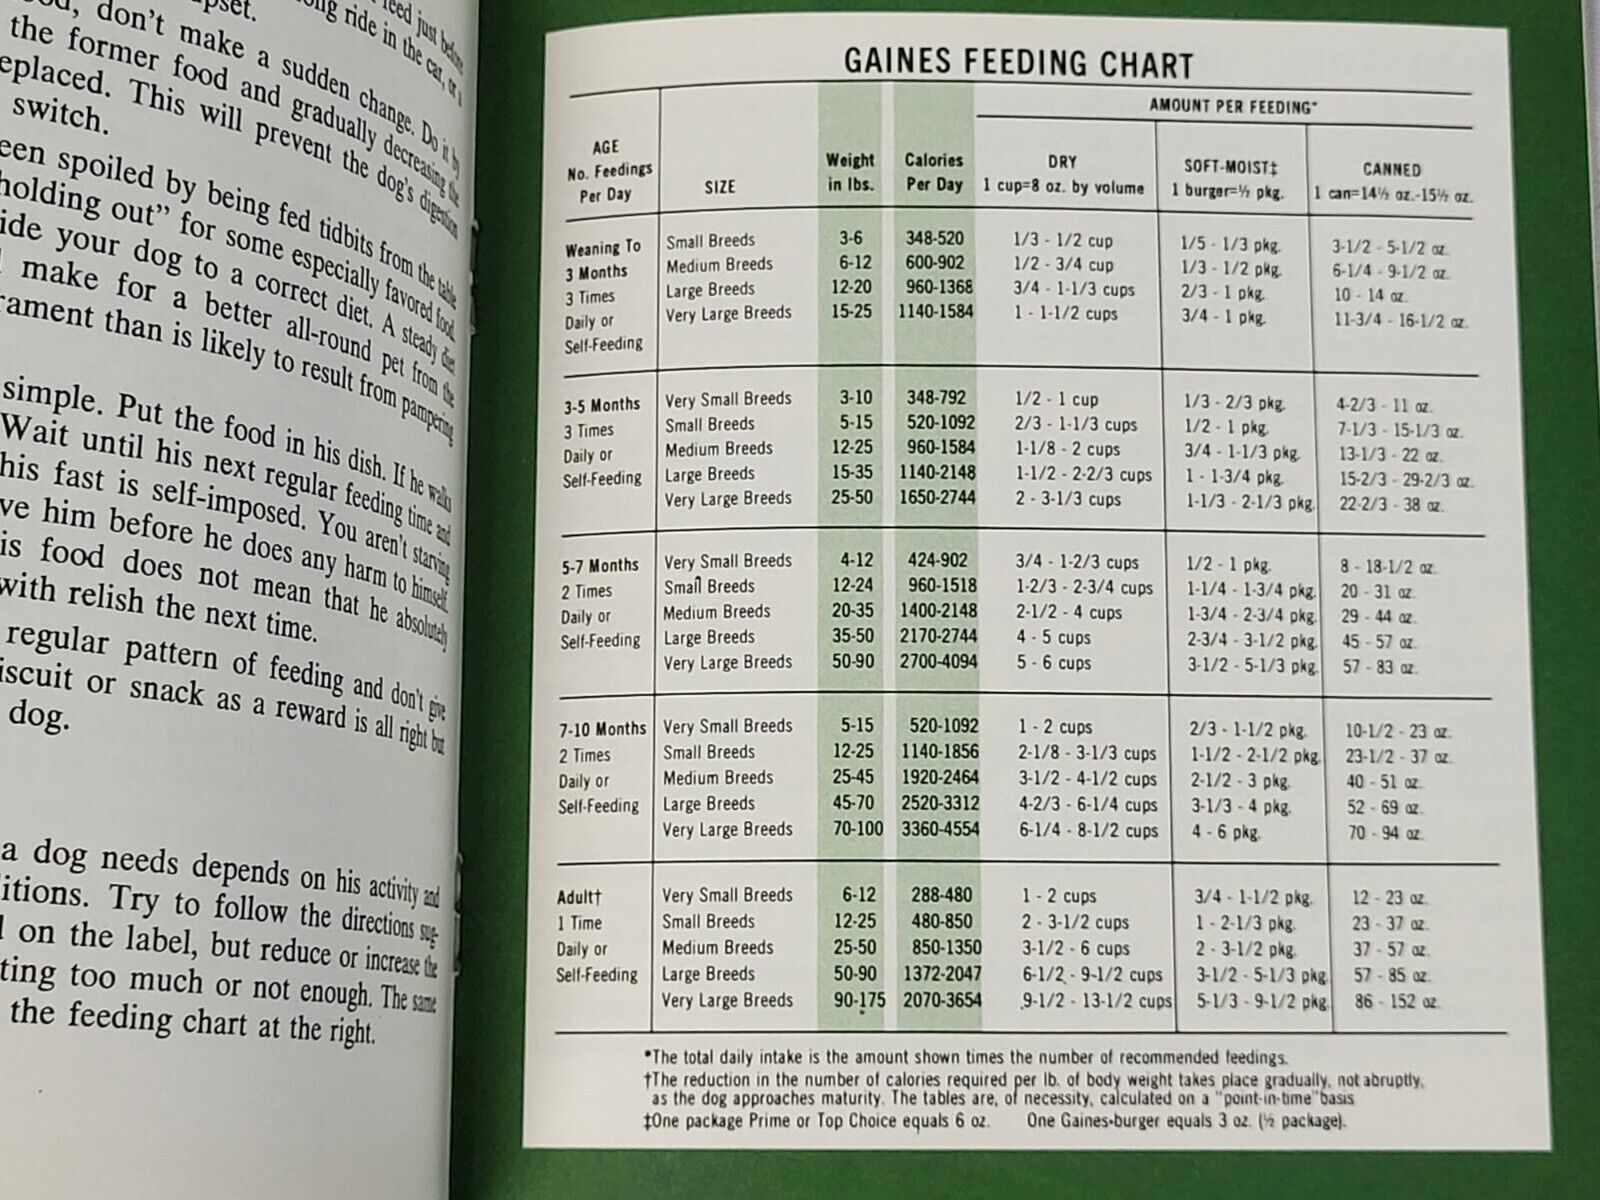 upset.
feed just before
long ride in the car, or a
don't make a sudden change. Do it by
the former food and gradually decreasing the
eplaced. This will prevent the dog's digestion
switch.
een spoiled by being fed tidbits from the table
holding out" for some especially favored food.
ide your dog to a correct diet. A steady diet
make for a better all-round pet from the
rament than is likely to result from pampering
simple. Put the food in his dish. If he walks
Wait until his next regular feeding time and
his fast is self-imposed. You aren't starving
ve him before he does any harm to himself.
is food does not mean that he absolutely
with relish the next time.
regular pattern of feeding and don't give
iscuit or snack as a reward is all right but
dog.
a dog needs depends on his activity and
itions. Try to follow the directions sug-
on the label, but reduce or increase the
ting too much or not enough. The same
the feeding chart at the right.
GAINES FEEDING CHART
AMOUNT PER FEEDING*
AGE No. Feedings Per Day SIZE Weight in lbs. Calories Per Day DRY 1 cup=8 oz. by volume SOFT-MOIST‡ 1 burger=½ pkg. CANNED 1 can=14½ oz.-15½ oz.
Weaning To Small Breeds 3-6 348-520 1/3 - 1/2 cup 1/5 - 1/3 pkg. 3-1/2 - 5-1/2 oz.
3 Months Medium Breeds 6-12 600-902 1/2 - 3/4 cup 1/3 - 1/2 pkg. 6-1/4 - 9-1/2 oz.
3 Times Large Breeds 12-20 960-1368 3/4 - 1-1/3 cups 2/3 - 1 pkg. 10 - 14 oz.
Daily or Very Large Breeds 15-25 1140-1584 1 - 1-1/2 cups 3/4 - 1 pkg. 11-3/4 - 16-1/2 oz.
Self-Feeding
3-5 Months Very Small Breeds 3-10 348-792 1/2 - 1 cup 1/3 - 2/3 pkg. 4-2/3 - 11 oz.
3 Times Small Breeds 5-15 520-1092 2/3 - 1-1/3 cups 1/2 - 1 pkg. 7-1/3 - 15-1/3 oz.
Daily or Medium Breeds 12-25 960-1584 1-1/8 - 2 cups 3/4 - 1-1/3 pkg. 13-1/3 - 22 oz.
Self-Feeding Large Breeds 15-35 1140-2148 1-1/2 - 2-2/3 cups 1 - 1-3/4 pkg. 15-2/3 - 29-2/3 oz.
Very Large Breeds 25-50 1650-2744 2 - 3-1/3 cups 1-1/3 - 2-1/3 pkg. 22-2/3 - 38 oz.
5-7 Months Very Small Breeds 4-12 424-902 3/4 - 1-2/3 cups 1/2 - 1 pkg. 8 - 18-1/2 oz.
2 Times Small Breeds 12-24 960-1518 1-2/3 - 2-3/4 cups 1-1/4 - 1-3/4 pkg. 20 - 31 oz.
Daily or Medium Breeds 20-35 1400-2148 2-1/2 - 4 cups 1-3/4 - 2-3/4 pkg. 29 - 44 oz.
Self-Feeding Large Breeds 35-50 2170-2744 4 - 5 cups 2-3/4 - 3-1/2 pkg. 45 - 57 oz.
Very Large Breeds 50-90 2700-4094 5 - 6 cups 3-1/2 - 5-1/3 pkg. 57 - 83 oz.
7-10 Months Very Small Breeds 5-15 520-1092 1 - 2 cups 2/3 - 1-1/2 pkg. 10-1/2 - 23 oz.
2 Times Small Breeds 12-25 1140-1856 2-1/8 - 3-1/3 cups 1-1/2 - 2-1/2 pkg. 23-1/2 - 37 oz.
Daily or Medium Breeds 25-45 1920-2464 3-1/2 - 4-1/2 cups 2-1/2 - 3 pkg. 40 - 51 oz.
Self-Feeding Large Breeds 45-70 2520-3312 4-2/3 - 6-1/4 cups 3-1/3 - 4 pkg. 52 - 69 oz.
Very Large Breeds 70-100 3360-4554 6-1/4 - 8-1/2 cups 4 - 6 pkg. 70 - 94 oz.
Adult† Very Small Breeds 6-12 288-480 1 - 2 cups 3/4 - 1-1/2 pkg. 12 - 23 oz.
1 Time Small Breeds 12-25 480-850 2 - 3-1/2 cups 1 - 2-1/3 pkg. 23 - 37 oz.
Daily or Medium Breeds 25-50 850-1350 3-1/2 - 6 cups 2 - 3-1/2 pkg. 37 - 57 oz.
Self-Feeding Large Breeds 50-90 1372-2047 6-1/2 - 9-1/2 cups 3-1/2 - 5-1/3 pkg. 57 - 85 oz.
Very Large Breeds 90-175 2070-3654 9-1/2 - 13-1/2 cups 5-1/3 - 9-1/2 pkg. 86 - 152 oz.
*The total daily intake is the amount shown times the number of recommended feedings.
†The reduction in the number of calories required per lb. of body weight takes place gradually, not abruptly,
as the dog approaches maturity. The tables are, of necessity, calculated on a "point-in-time" basis
‡One package Prime or Top Choice equals 6 oz. One Gaines•burger equals 3 oz. (½ package).